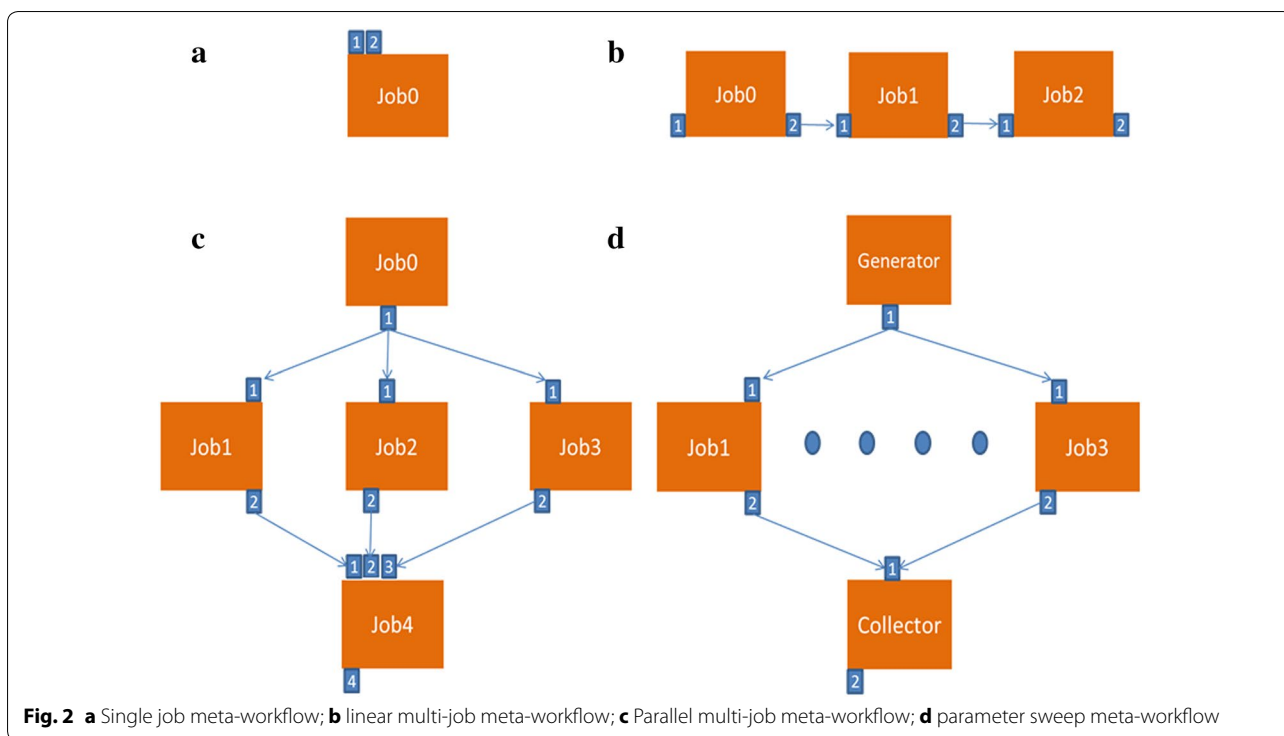 a
1 2
Job0
b
Job0 Job1 Job2
1 2 1 2 1 2
c
Job0
1
1 1 1
Job1 Job2 Job3
2 2 2
1 2 3
Job4
4
d
Generator
1
1 1
Job1 Job3
2 2
1
Collector
2
Fig. 2 a Single job meta-workflow; b linear multi-job meta-workflow; c Parallel multi-job meta-workflow; d parameter sweep meta-workflow